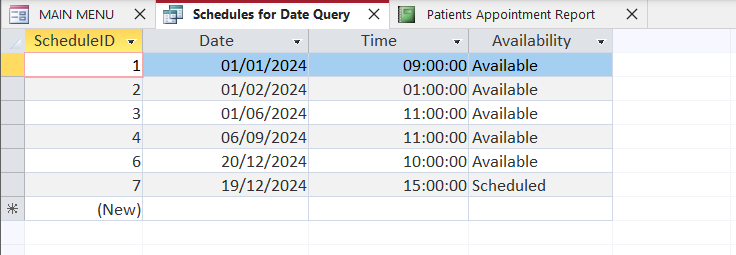 MAIN MENU Schedules for Date Query Patients Appointment Report
ScheduleID Date Time Availability
1 01/01/2024 09:00:00 Available
2 01/02/2024 01:00:00 Available
3 01/06/2024 11:00:00 Available
4 06/09/2024 11:00:00 Available
6 20/12/2024 10:00:00 Available
7 19/12/2024 15:00:00 Scheduled
(New)